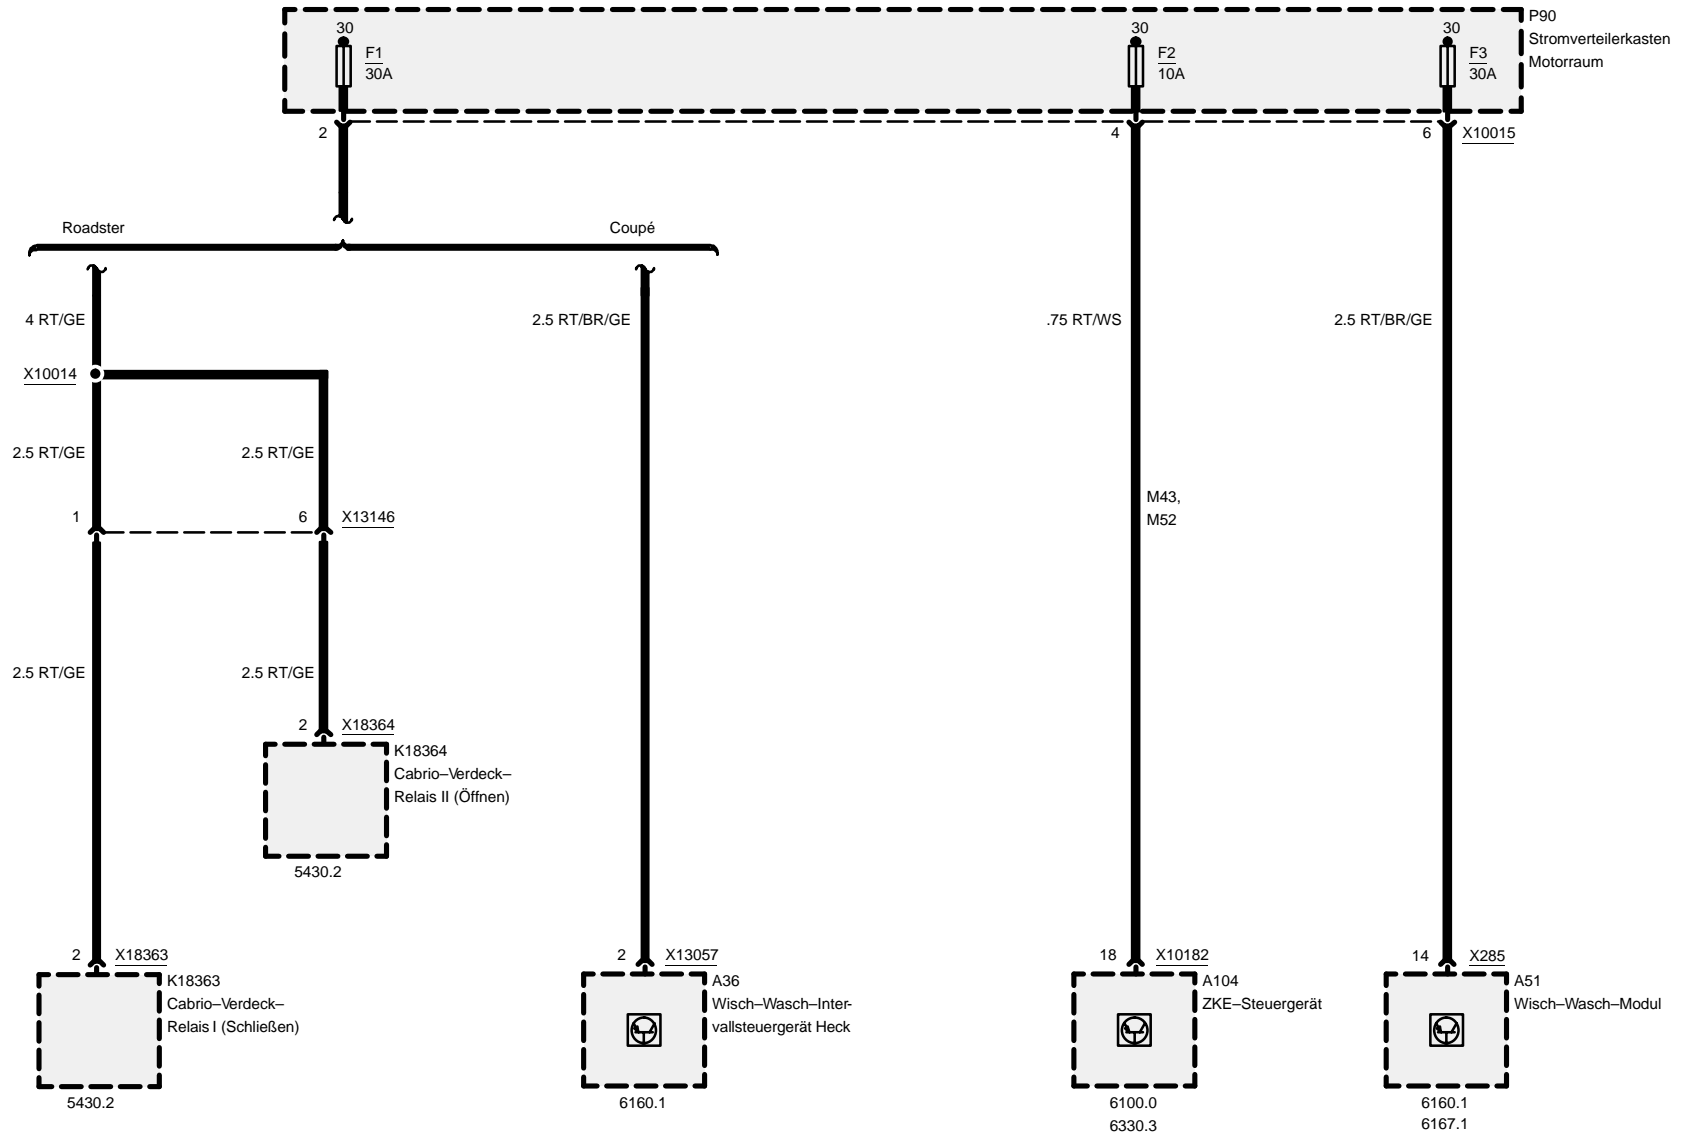 P90
Stromverteilerkasten
Motorraum
30
F1
30A
30
F2
10A
30
F3
30A
2
4
6
X10015
Roadster
Coupé
4 RT/GE
2.5 RT/BR/GE
.75 RT/WS
2.5 RT/BR/GE
X10014
2.5 RT/GE
2.5 RT/GE
M43,
M52
1
6
X13146
2.5 RT/GE
2.5 RT/GE
2
X18364
K18364
Cabrio–Verdeck–
Relais II (Öffnen)
5430.2
2
X18363
K18363
Cabrio–Verdeck–
Relais I (Schließen)
5430.2
2
X13057
A36
Wisch–Wasch–Inter-
vallsteuergerät Heck
6160.1
18
X10182
A104
ZKE–Steuergerät
6100.0
6330.3
14
X285
A51
Wisch–Wasch–Modul
6160.1
6167.1